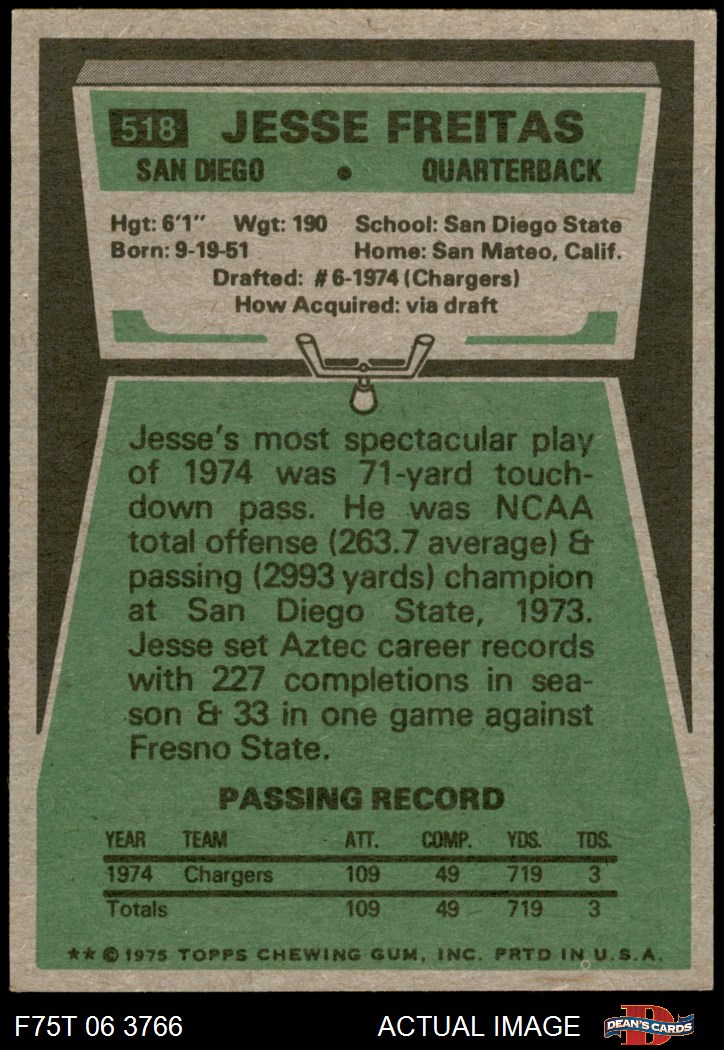 518 JESSE FREITAS
SAN DIEGO • QUARTERBACK
Hgt: 6'1" Wgt: 190 School: San Diego State
Born: 9-19-51 Home: San Mateo, Calif.
Drafted: #6-1974 (Chargers)
How Acquired: via draft
Jesse's most spectacular play
of 1974 was 71-yard touch-
down pass. He was NCAA
total offense (263.7 average) &
passing (2993 yards) champion
at San Diego State, 1973.
Jesse set Aztec career records
with 227 completions in sea-
son & 33 in one game against
Fresno State.
PASSING RECORD
YEAR TEAM ATT. COMP. YDS. TDS.
1974 Chargers 109 49 719 3
Totals 109 49 719 3
** © 1975 TOPPS CHEWING GUM, INC. PRTD IN U.S.A.
F75T 06 3766 ACTUAL IMAGE D DEAN'S CARDS